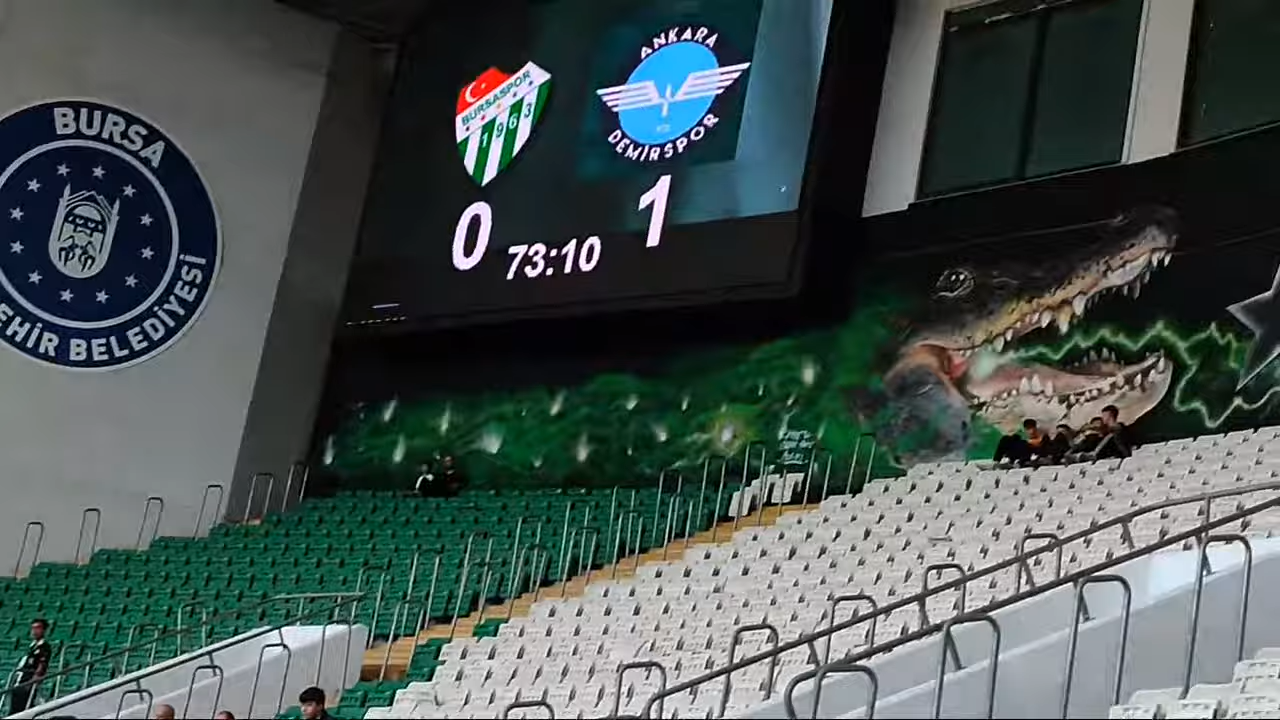 BURSA
EHİR BELEDİYESİ
BURSASPOR
1963
ANKARA
DEMİRSPOR
0
73:10
1